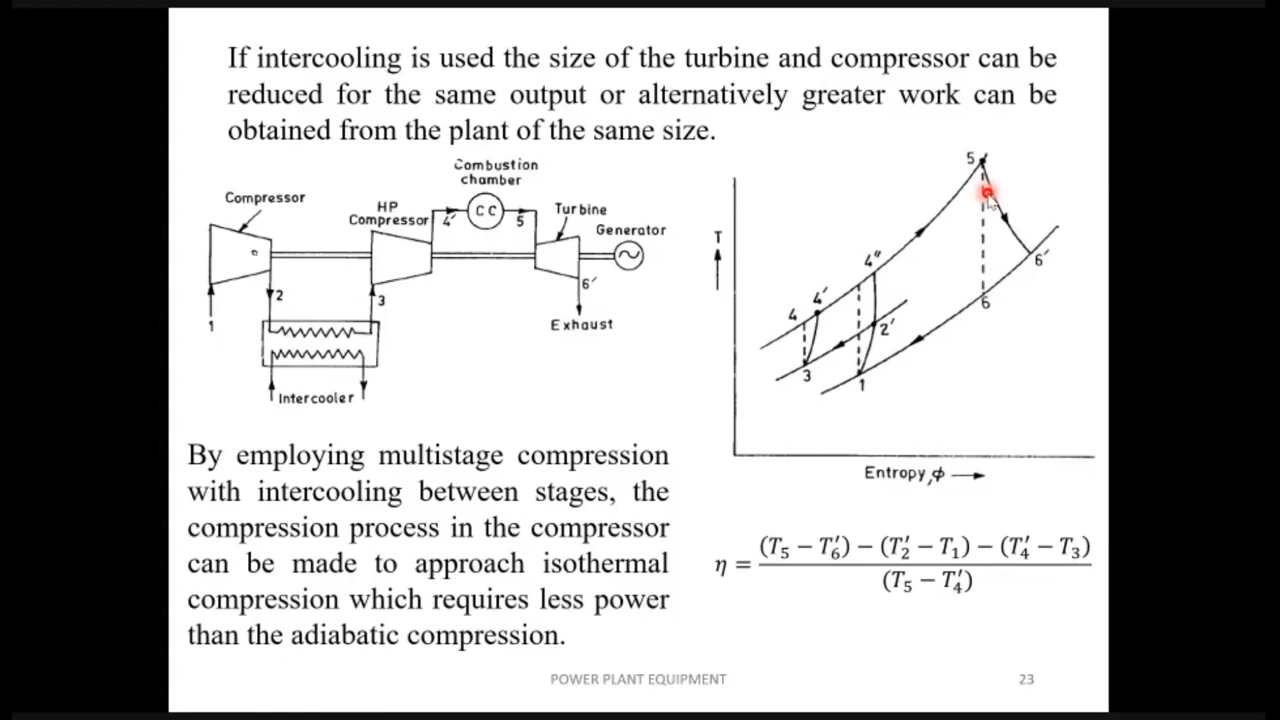 If intercooling is used the size of the turbine and compressor can be
reduced for the same output or alternatively greater work can be
obtained from the plant of the same size.
Combustion
chamber
Compressor
HP
Compressor
4′
CC
5
Turbine
Generator
1
2
3
6′
Exhaust
Intercooler
T
5
4″
4′
4
6′
6
2′
3
1
Entropy, ϕ
By employing multistage compression
with intercooling between stages, the
compression process in the compressor
can be made to approach isothermal
compression which requires less power
than the adiabatic compression.
η = (T₅ − T₆′) − (T₂′ − T₁) − (T₄′ − T₃)
(T₅ − T₄′)
POWER PLANT EQUIPMENT
23